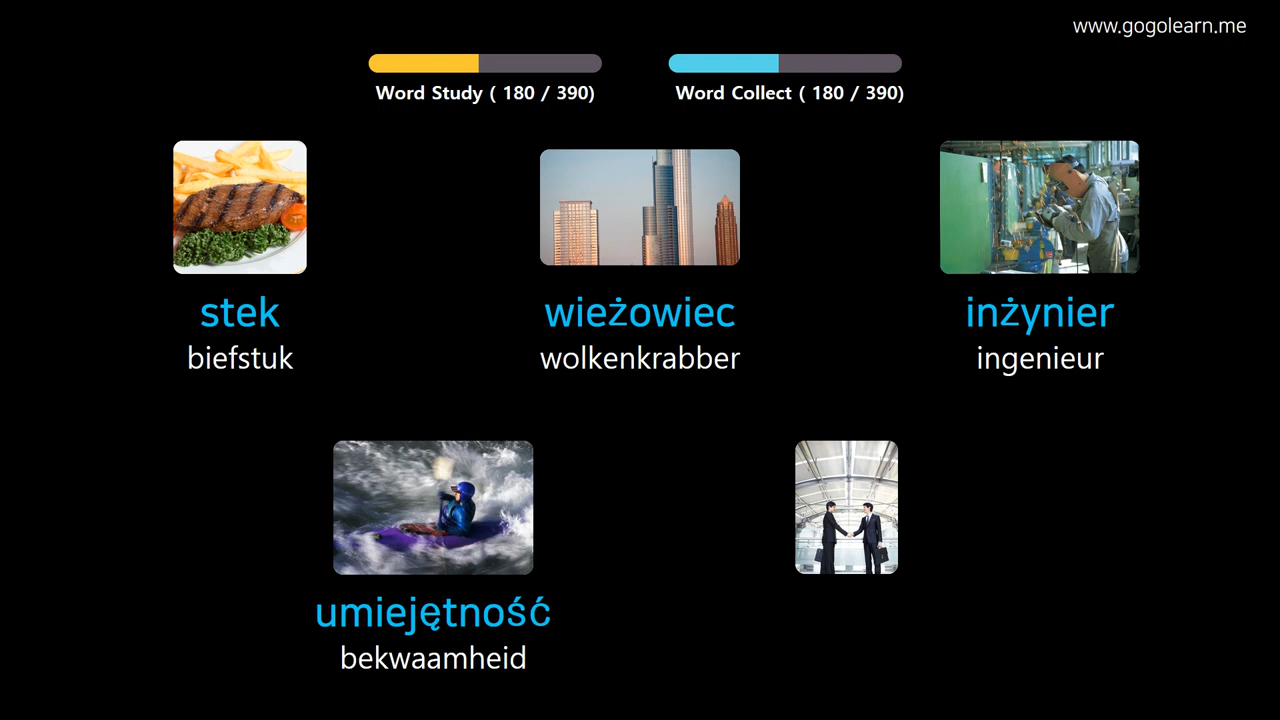 www.gogolearn.me
Word Study ( 180 / 390)
Word Collect ( 180 / 390)
stek
biefstuk
wieżowiec
wolkenkrabber
inżynier
ingenieur
umiejętność
bekwaamheid